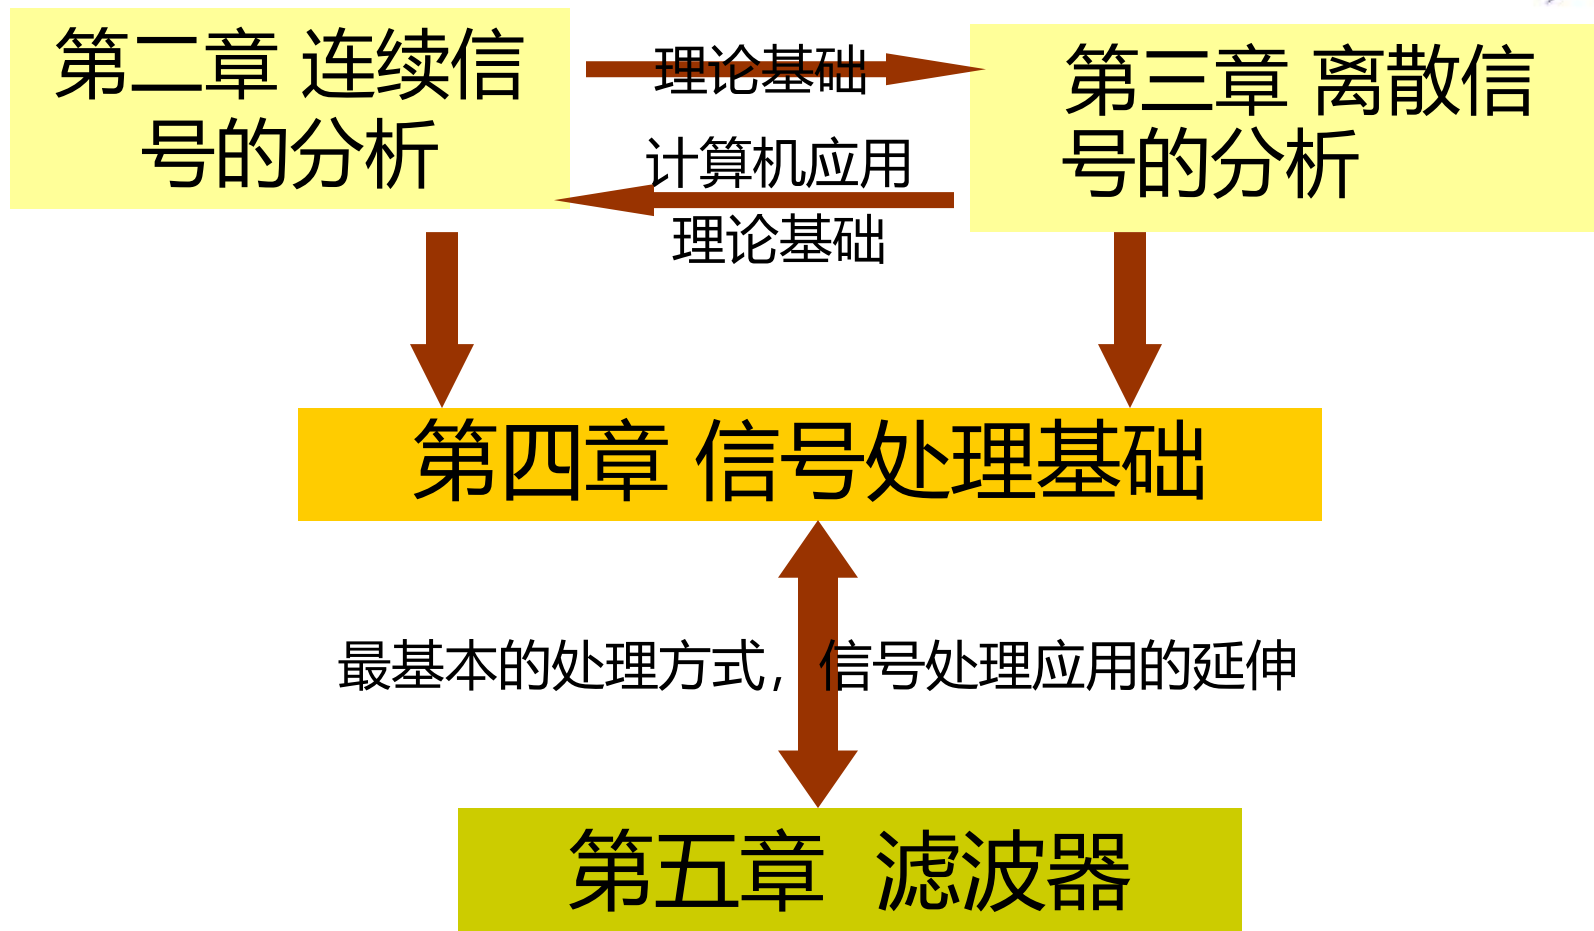 第二章 连续信
号的分析
理论基础
第三章 离散信
号的分析
计算机应用
理论基础
第四章 信号处理基础
最基本的处理方式，信号处理应用的延伸
第五章 滤波器